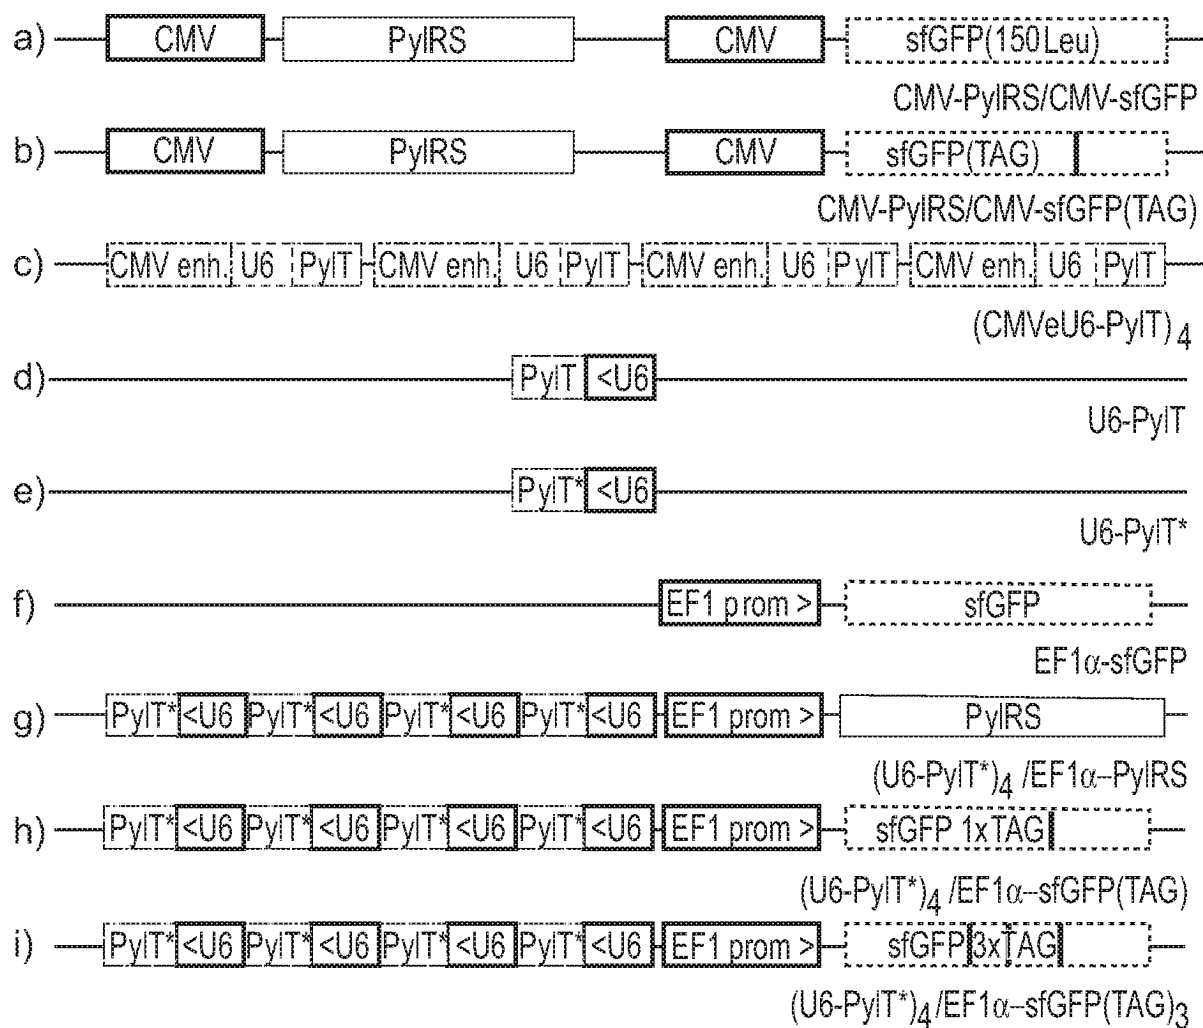 a) CMV PylRS CMV sfGFP(150Leu)
CMV-PylRS/CMV-sfGFP
b) CMV PylRS CMV sfGFP(TAG)
CMV-PylRS/CMV-sfGFP(TAG)
c) CMV enh. U6 PylT CMV enh. U6 PylT CMV enh. U6 PylT CMV enh. U6 PylT
(CMVeU6-PylT)4
d) PylT <U6
U6-PylT
e) PylT* <U6
U6-PylT*
f) EF1 prom > sfGFP
EF1α-sfGFP
g) PylT* <U6 PylT* <U6 PylT* <U6 PylT* <U6 EF1 prom > PylRS
(U6-PylT*)4 /EF1α-PylRS
h) PylT* <U6 PylT* <U6 PylT* <U6 PylT* <U6 EF1 prom > sfGFP 1xTAG
(U6-PylT*)4 /EF1α-sfGFP(TAG)
i) PylT* <U6 PylT* <U6 PylT* <U6 PylT* <U6 EF1 prom > sfGFP 3xTAG
(U6-PylT*)4/EF1α-sfGFP(TAG)3